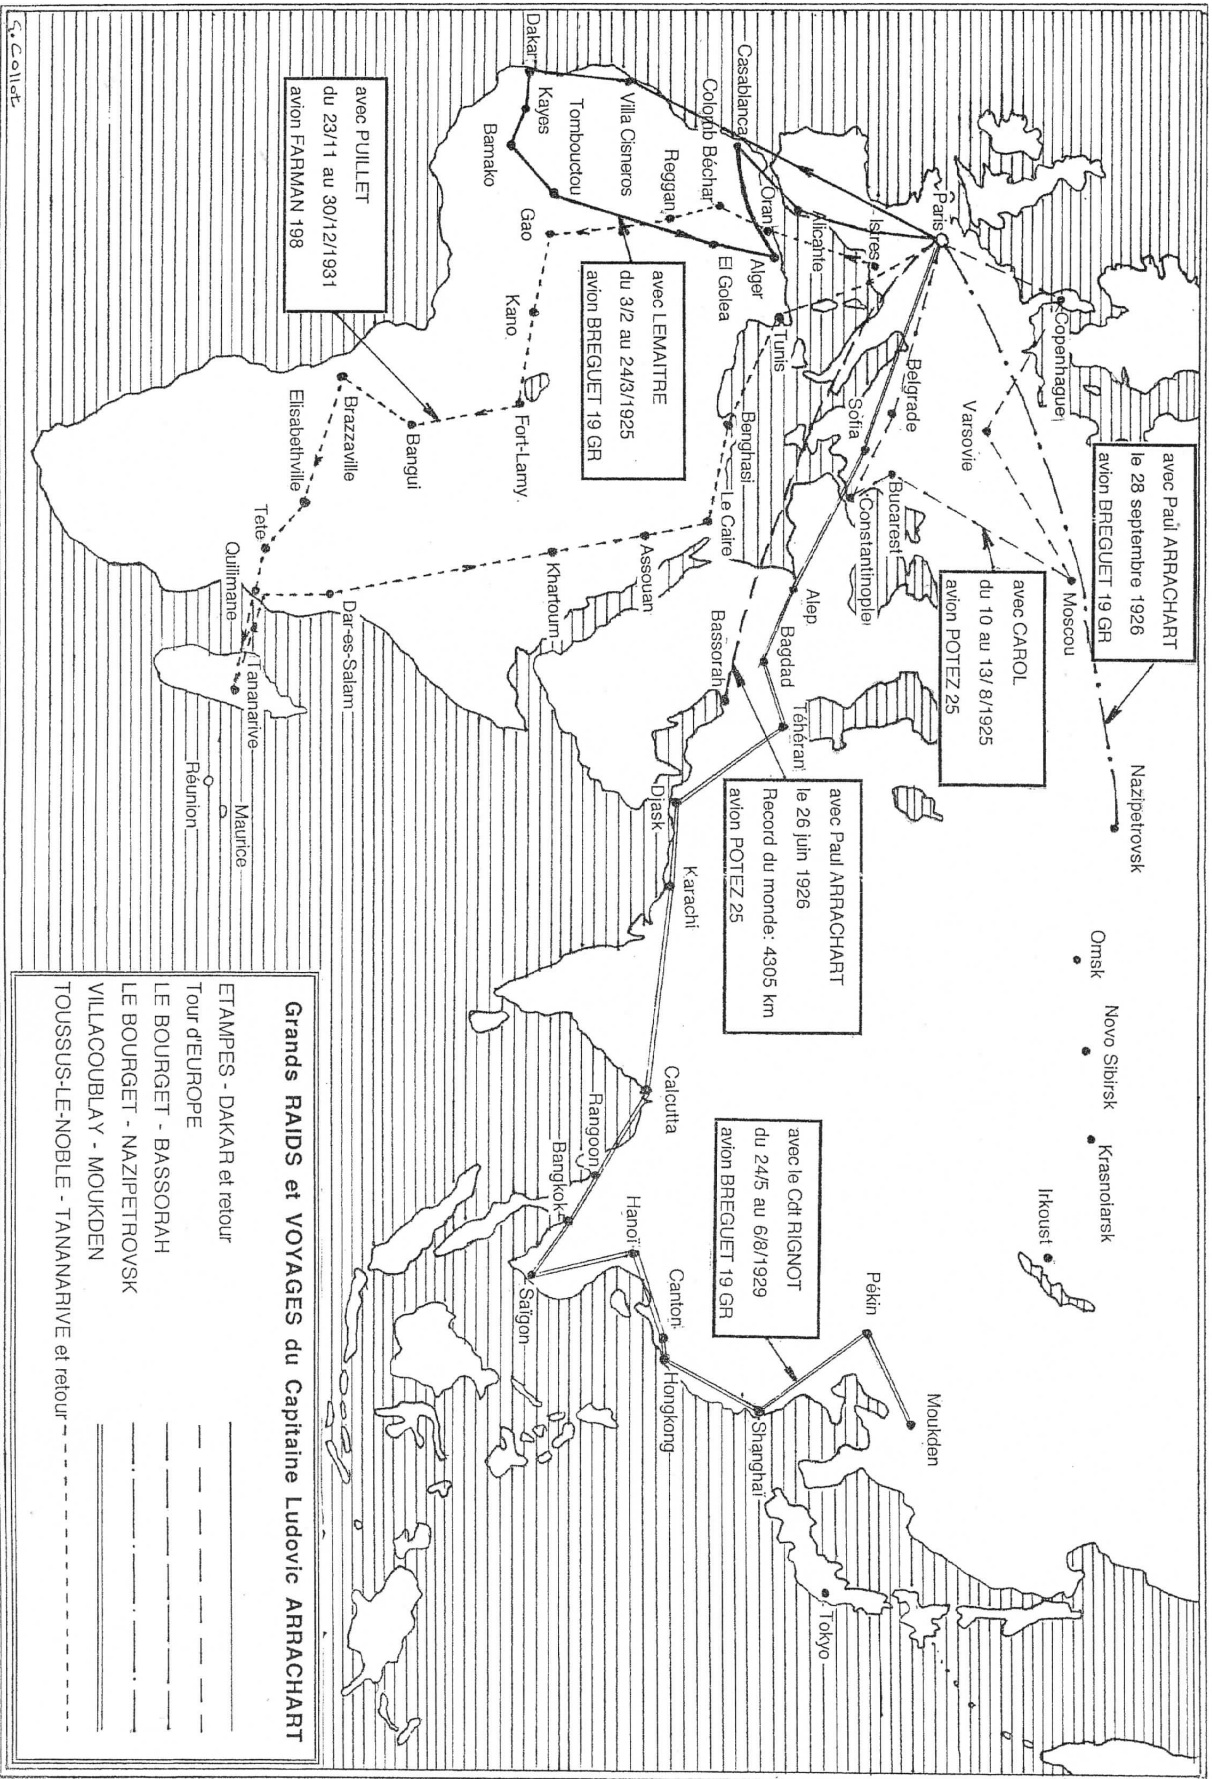 avec Paul ARRACHART
le 28 septembre 1926
avion BREGUET 19 GR
Nazipetrovsk
Omsk
Novo Sibirsk
Krasnoiarsk
Irkoust
Moscou
Copenhague
Varsovie
avec CAROL
du 10 au 13/8/1925
avion POTEZ 25
Paris
Belgrade
Bucarest
Sofia
Constantinople
Istres
Alicante
Oran
Alger
Tunis
Casablanca
Colomb Béchar
Reggan
El Golea
Villa Cisneros
Tombouctou
Dakar
Kayes
Bamako
Gao
Kano
Fort-Lamy
Benghasi
Le Caire
Assouan
Khartoum
Alep
Bagdad
Téhéran
Bassorah
Djask
Karachi
avec Paul ARRACHART
le 26 juin 1926
Record du monde: 4305 km
avion POTEZ 25
avec LEMAITRE
du 3/2 au 24/3/1925
avion BREGUET 19 GR
avec le Cdt RIGNOT
du 24/5 au 6/8/1929
avion BREGUET 19 GR
Pékin
Moukden
Shanghaï
Tokyo
Calcutta
Rangoon
Bangkok
Hanoï
Saïgon
Canton
Hongkong
avec PUILLET
du 23/11 au 30/12/1931
avion FARMAN 198
Bangui
Brazzaville
Elisabethville
Tete
Quilimane
Dar-es-Salam
Tananarive
Réunion
Maurice
Grands RAIDS et VOYAGES du Capitaine Ludovic ARRACHART
ETAMPES - DAKAR et retour
Tour d'EUROPE
LE BOURGET - BASSORAH
LE BOURGET - NAZIPETROVSK
VILLACOUBLAY - MOUKDEN
TOUSSUS-LE-NOBLE - TANANARIVE et retour
G. Collot